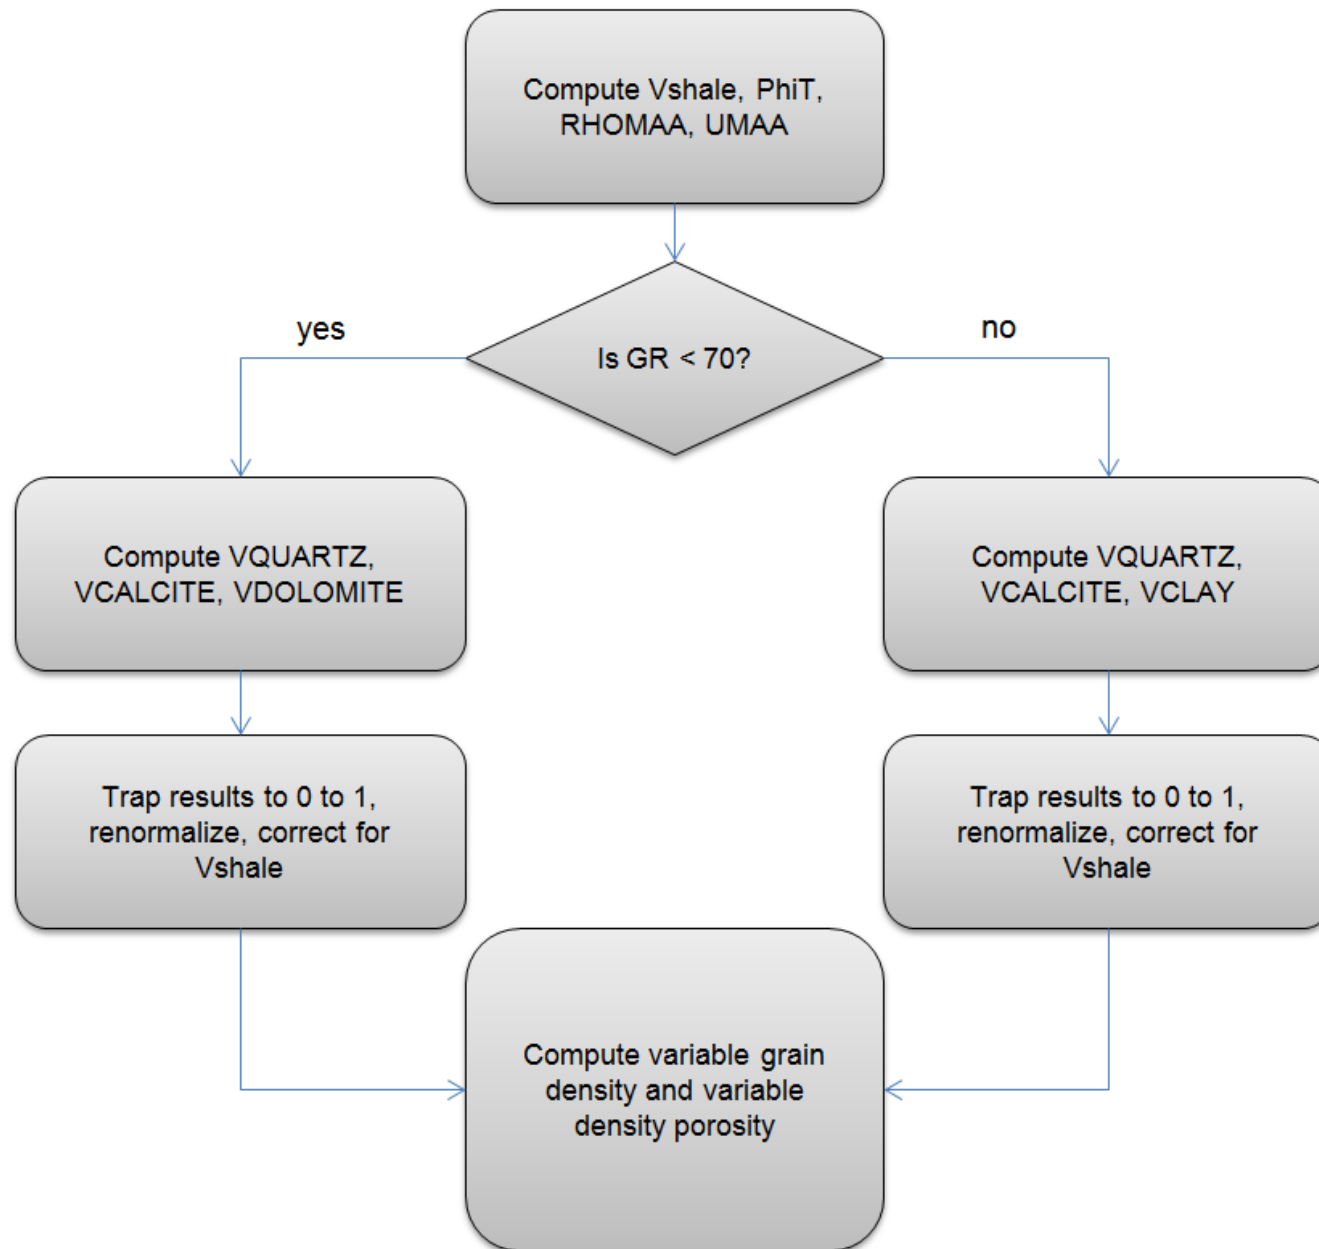 Compute Vshale, PhiT,
RHOMAA, UMAA
yes
Is GR < 70?
no
Compute VQUARTZ,
VCALCITE, VDOLOMITE
Compute VQUARTZ,
VCALCITE, VCLAY
Trap results to 0 to 1,
renormalize, correct for
Vshale
Trap results to 0 to 1,
renormalize, correct for
Vshale
Compute variable grain
density and variable
density porosity